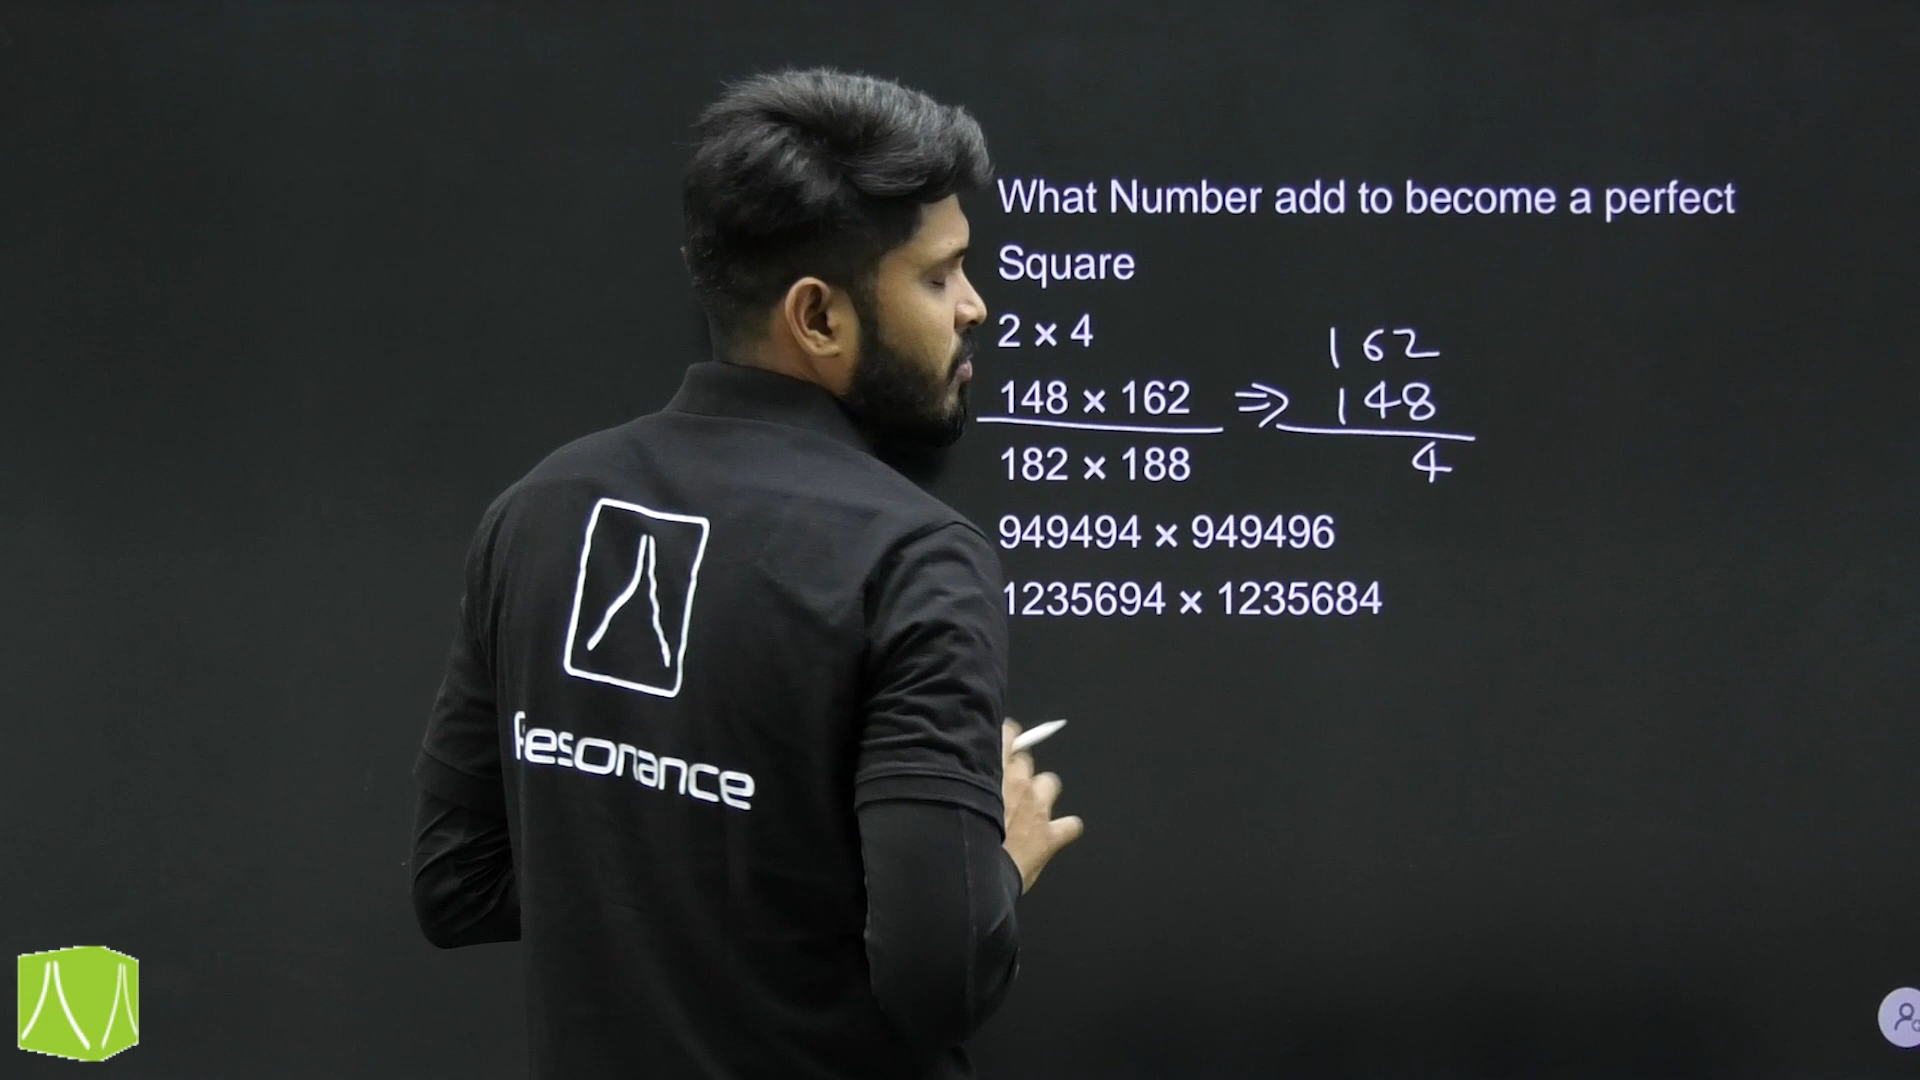 What Number add to become a perfect
Square
2 × 4
148 × 162 ⇒
162
148
4
182 × 188
949494 × 949496
1235694 × 1235684
Resonance